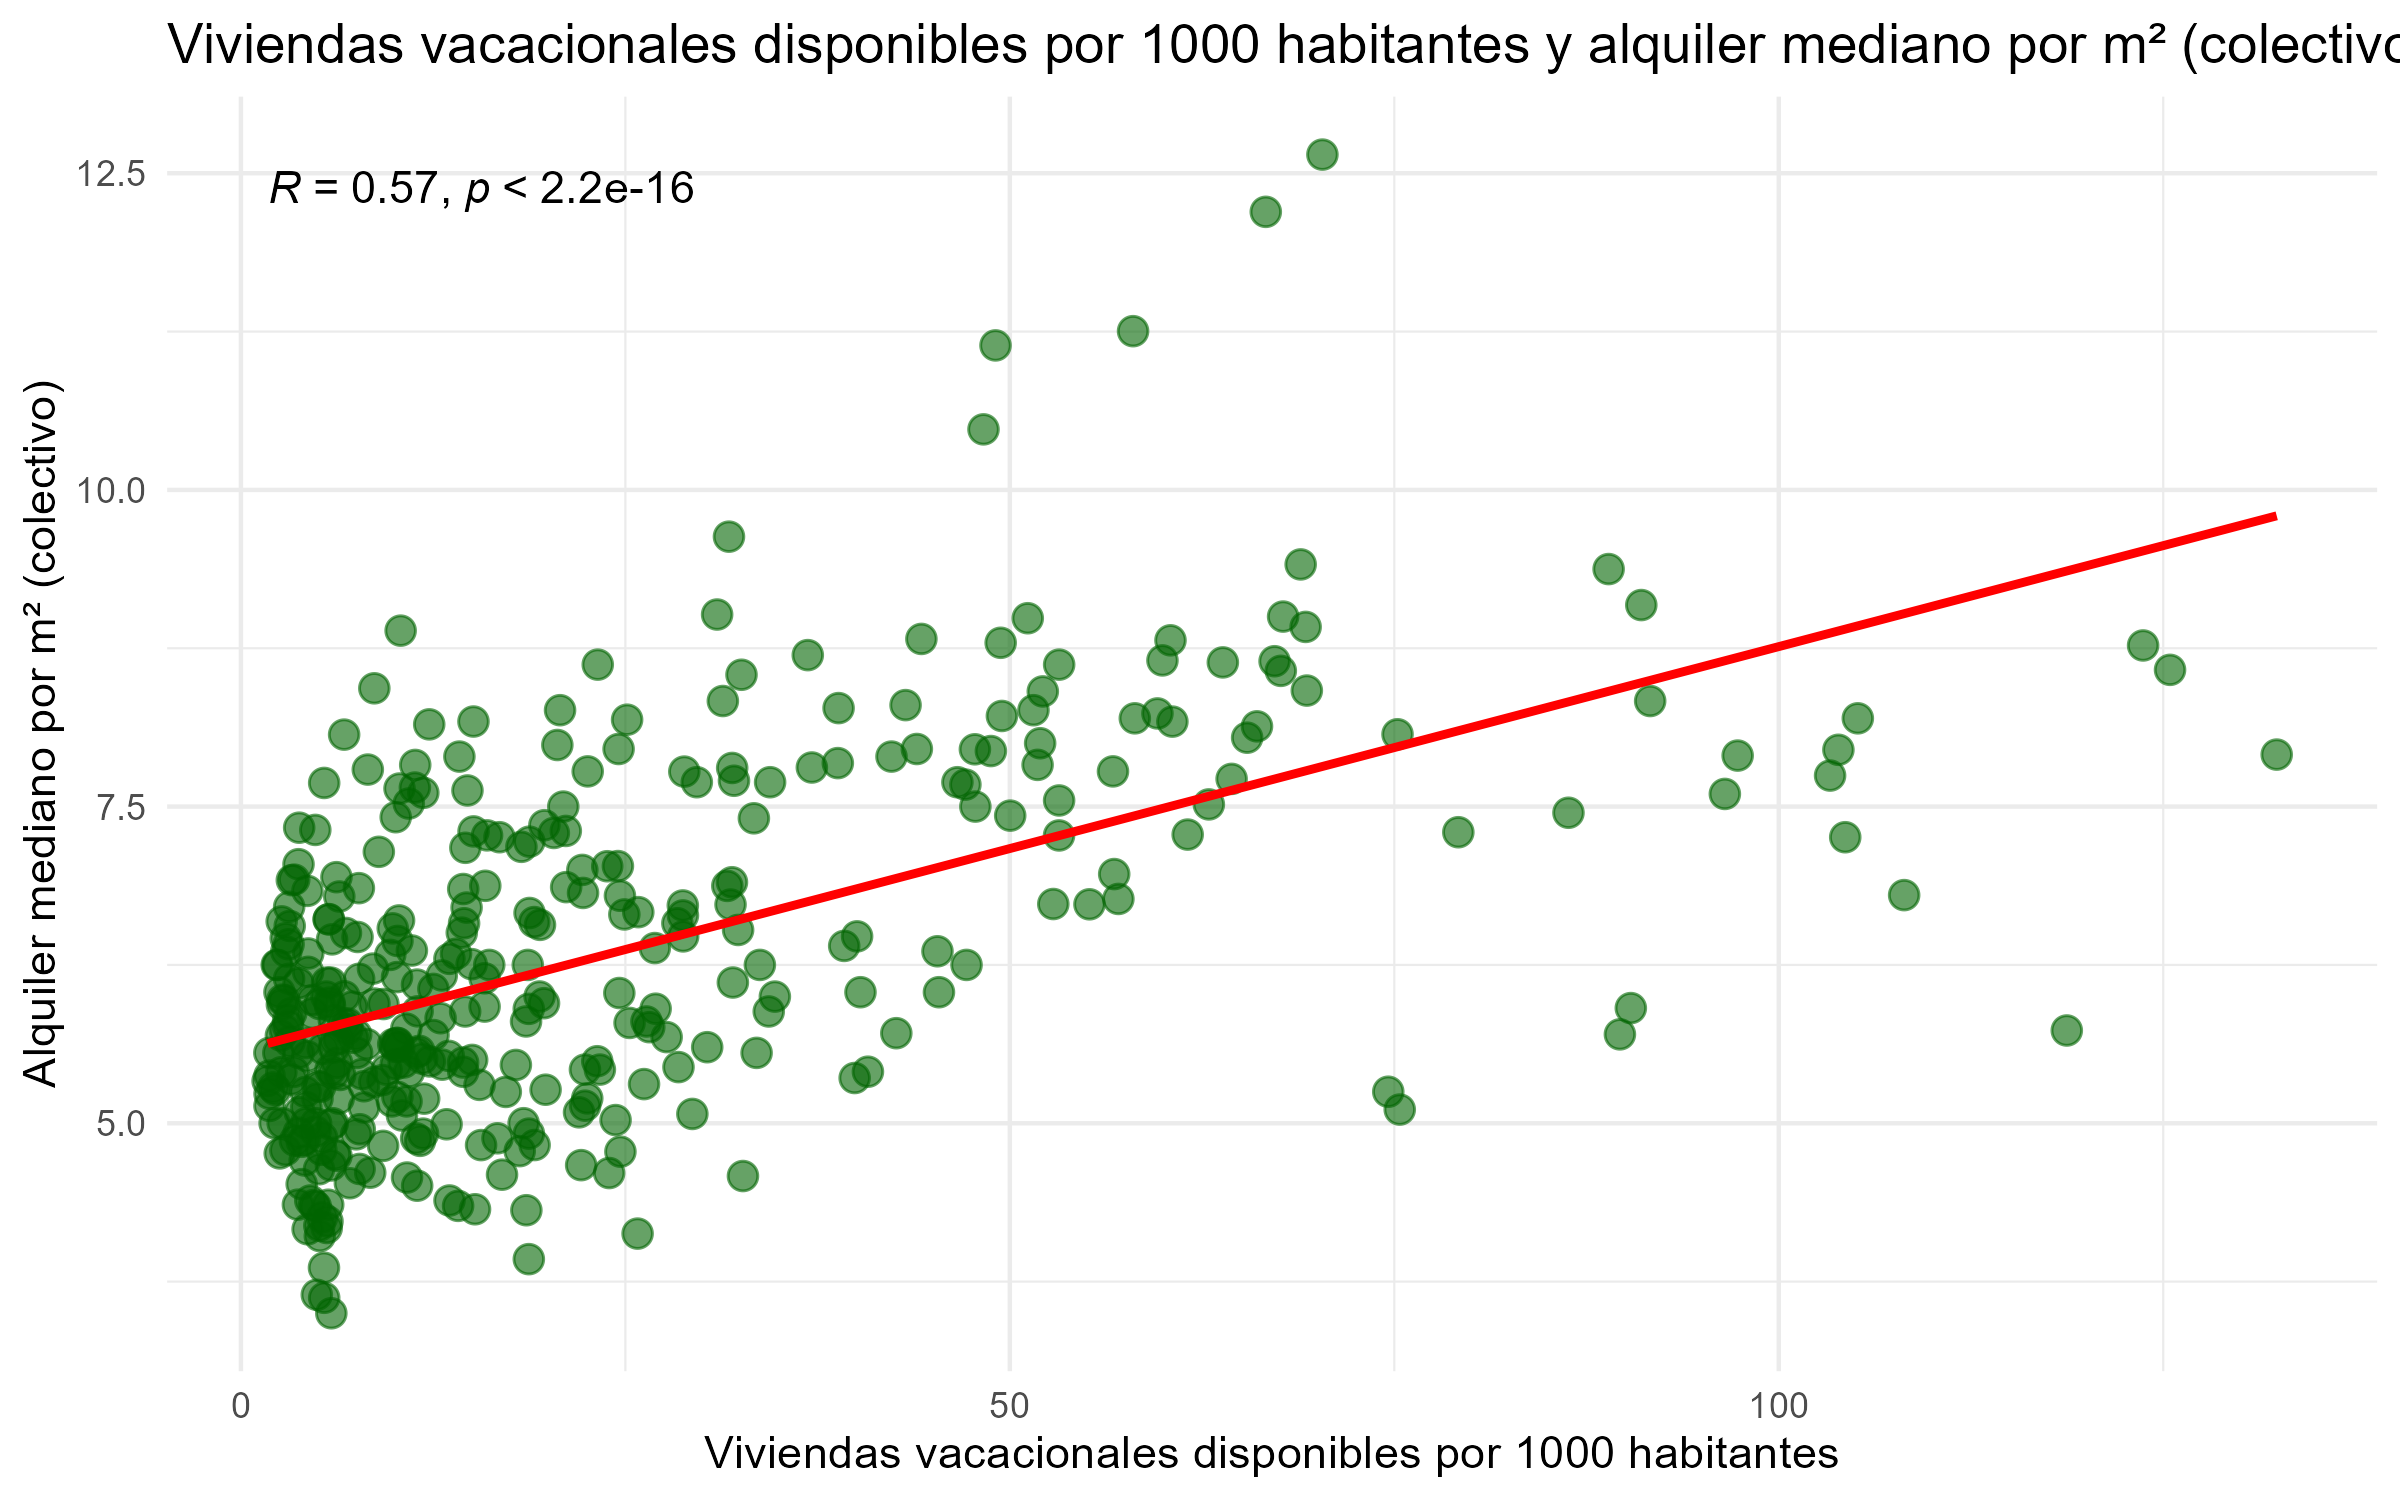 Viviendas vacacionales disponibles por 1000 habitantes y alquiler mediano por m² (colectivo
R = 0.57, p < 2.2e-16
Alquiler mediano por m² (colectivo)
12.5
10.0
7.5
5.0
0 50 100
Viviendas vacacionales disponibles por 1000 habitantes